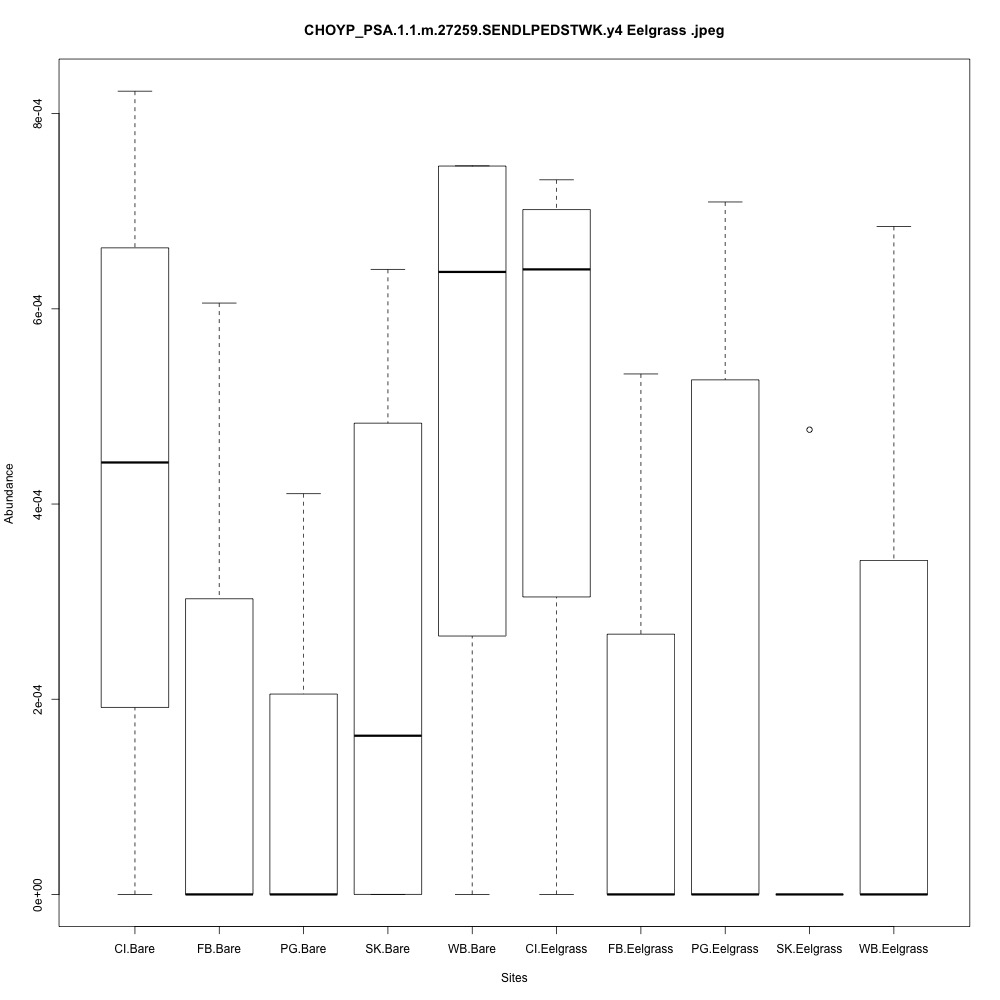 CHOYP_PSA.1.1.m.27259.SENDLPEDSTWK.y4 Eelgrass .jpeg
8e-04
6e-04
4e-04
2e-04
0e+00
Abundance
CI.Bare FB.Bare PG.Bare SK.Bare WB.Bare CI.Eelgrass FB.Eelgrass PG.Eelgrass SK.Eelgrass WB.Eelgrass
Sites